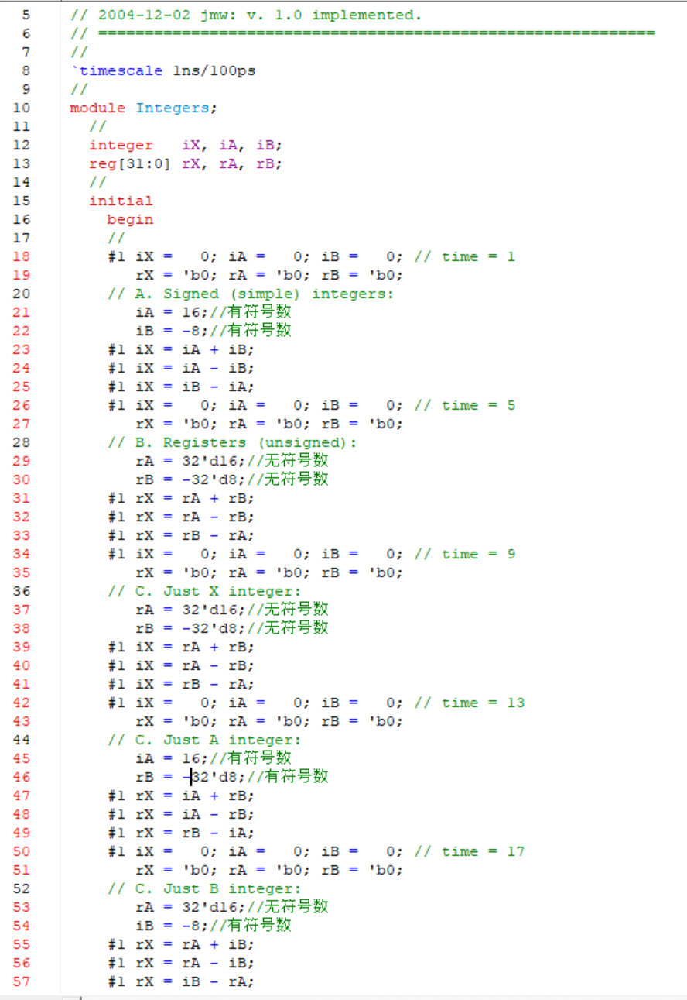 5 // 2004-12-02 jmw: v. 1.0 implemented.
6 // ============================================================
7 //
8 `timescale 1ns/100ps
9 //
10 module Integers;
11 //
12 integer   iX, iA, iB;
13 reg[31:0] rX, rA, rB;
14 //
15 initial
16 begin
17 //
18 #1 iX =   0; iA =   0; iB =   0; // time = 1
19 rX = 'b0; rA = 'b0; rB = 'b0;
20 // A. Signed (simple) integers:
21 iA = 16;//有符号数
22 iB = -8;//有符号数
23 #1 iX = iA + iB;
24 #1 iX = iA - iB;
25 #1 iX = iB - iA;
26 #1 iX =   0; iA =   0; iB =   0; // time = 5
27 rX = 'b0; rA = 'b0; rB = 'b0;
28 // B. Registers (unsigned):
29 rA = 32'd16;//无符号数
30 rB = -32'd8;//无符号数
31 #1 rX = rA + rB;
32 #1 rX = rA - rB;
33 #1 rX = rB - rA;
34 #1 iX =   0; iA =   0; iB =   0; // time = 9
35 rX = 'b0; rA = 'b0; rB = 'b0;
36 // C. Just X integer:
37 rA = 32'd16;//无符号数
38 rB = -32'd8;//无符号数
39 #1 iX = rA + rB;
40 #1 iX = rA - rB;
41 #1 iX = rB - rA;
42 #1 iX =   0; iA =   0; iB =   0; // time = 13
43 rX = 'b0; rA = 'b0; rB = 'b0;
44 // C. Just A integer:
45 iA = 16;//有符号数
46 rB = -32'd8;//有符号数
47 #1 rX = iA + rB;
48 #1 rX = iA - rB;
49 #1 rX = rB - iA;
50 #1 iX =   0; iA =   0; iB =   0; // time = 17
51 rX = 'b0; rA = 'b0; rB = 'b0;
52 // C. Just B integer:
53 rA = 32'd16;//无符号数
54 iB = -8;//有符号数
55 #1 rX = rA + iB;
56 #1 rX = rA - iB;
57 #1 rX = iB - rA;